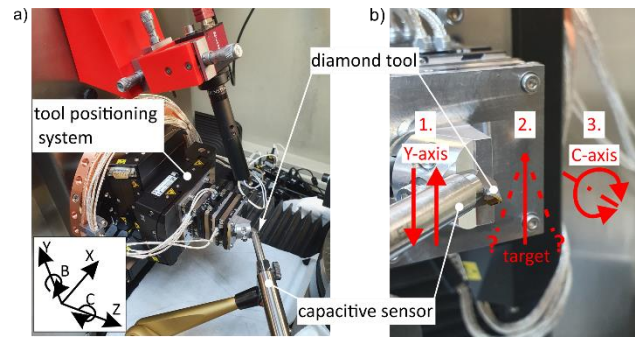 a)
diamond tool
tool positioning
system
Y
X
B
C
Z
capacitive sensor
b)
1.
2.
3.
Y-axis
C-axis
?
?
target